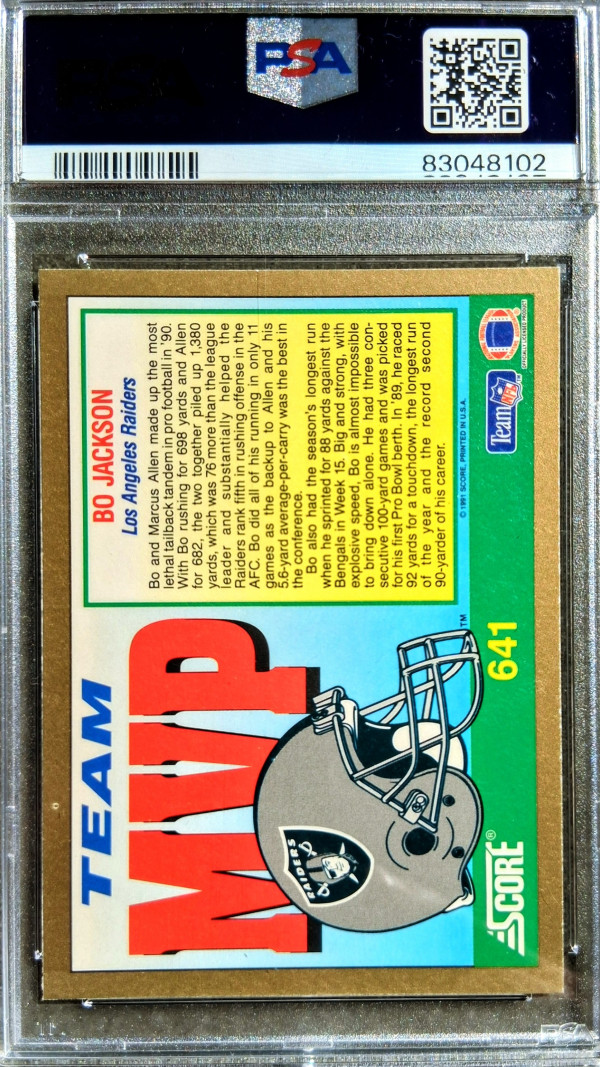 PSA
83048102
TEAM
MVP
RAIDERS
TM
BO JACKSON
Los Angeles Raiders
Bo and Marcus Allen made up the most
lethal tailback tandem in pro football in '90.
With Bo rushing for 698 yards and Allen
for 682, the two together piled up 1,380
yards, which was 76 more than the league
leader and substantially helped the
Raiders rank fifth in rushing offense in the
AFC. Bo did all of his running in only 11
games as the backup to Allen and his
5.6-yard average-per-carry was the best in
the conference.
Bo also had the season's longest run
when he sprinted for 88 yards against the
Bengals in Week 15. Big and strong, with
explosive speed, Bo is almost impossible
to bring down alone. He had three con-
secutive 100-yard games and was picked
for his first Pro Bowl berth. In '89, he raced
92 yards for a touchdown, the longest run
of the year and the record second
90-yarder of his career.
© 1991 SCORE, PRINTED IN U.S.A.
SCORE®
641
Team NFL
OFFICIALLY LICENSED PRODUCT
PSA